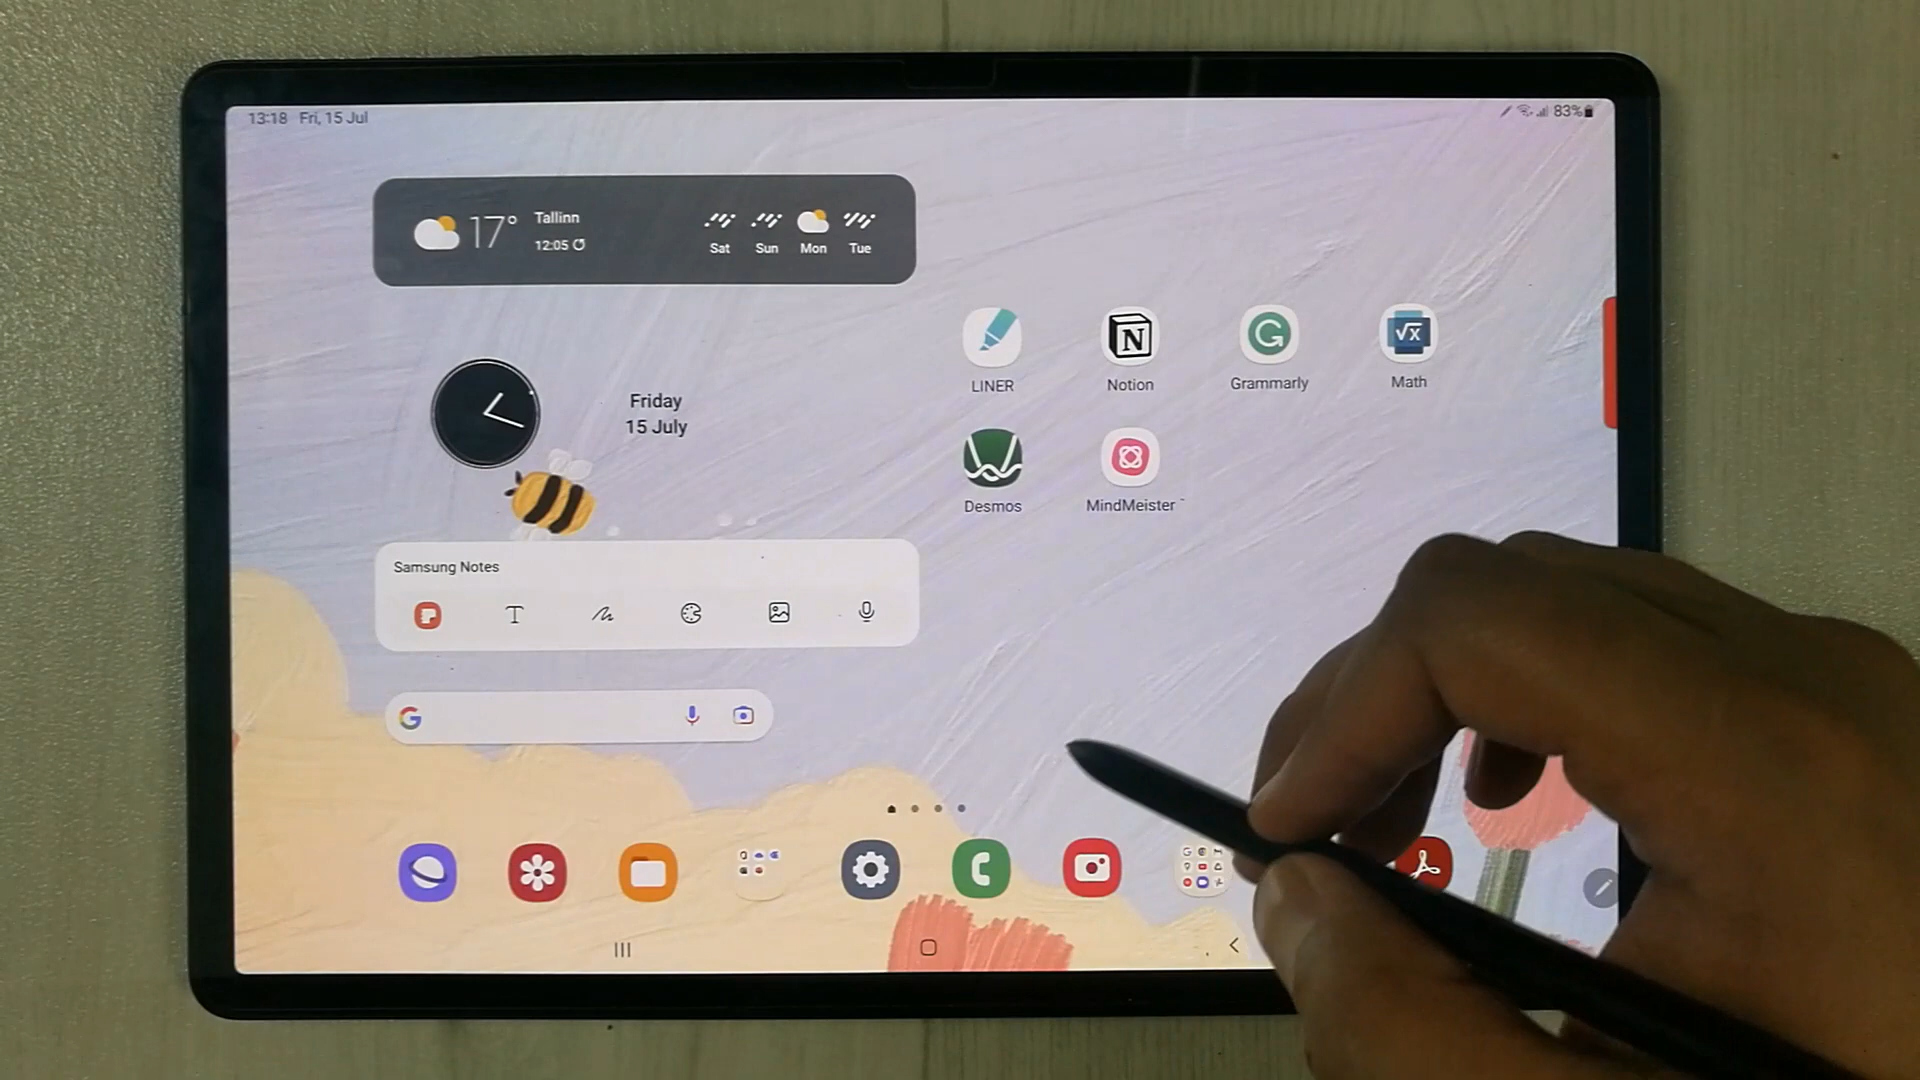 13:18 Fri, 15 Jul
83%
17°
Tallinn
12:05
Sat Sun Mon Tue
Friday
15 July
LINER
Notion
Grammarly
Math
Desmos
MindMeister
Samsung Notes